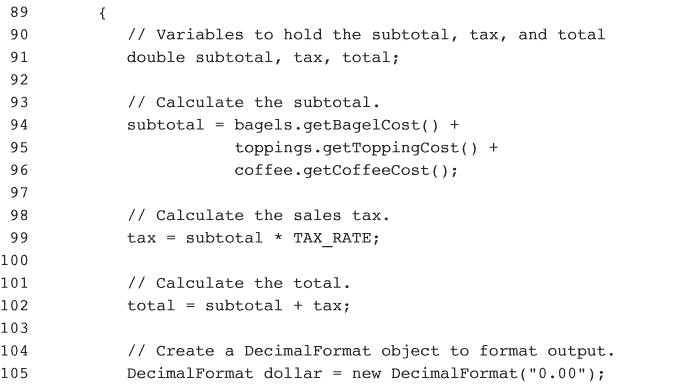 89 {
90 // Variables to hold the subtotal, tax, and total
91 double subtotal, tax, total;
92
93 // Calculate the subtotal.
94 subtotal = bagels.getBagelCost() +
95 toppings.getToppingCost() +
96 coffee.getCoffeeCost();
97
98 // Calculate the sales tax.
99 tax = subtotal * TAX_RATE;
100
101 // Calculate the total.
102 total = subtotal + tax;
103
104 // Create a DecimalFormat object to format output.
105 DecimalFormat dollar = new DecimalFormat("0.00");